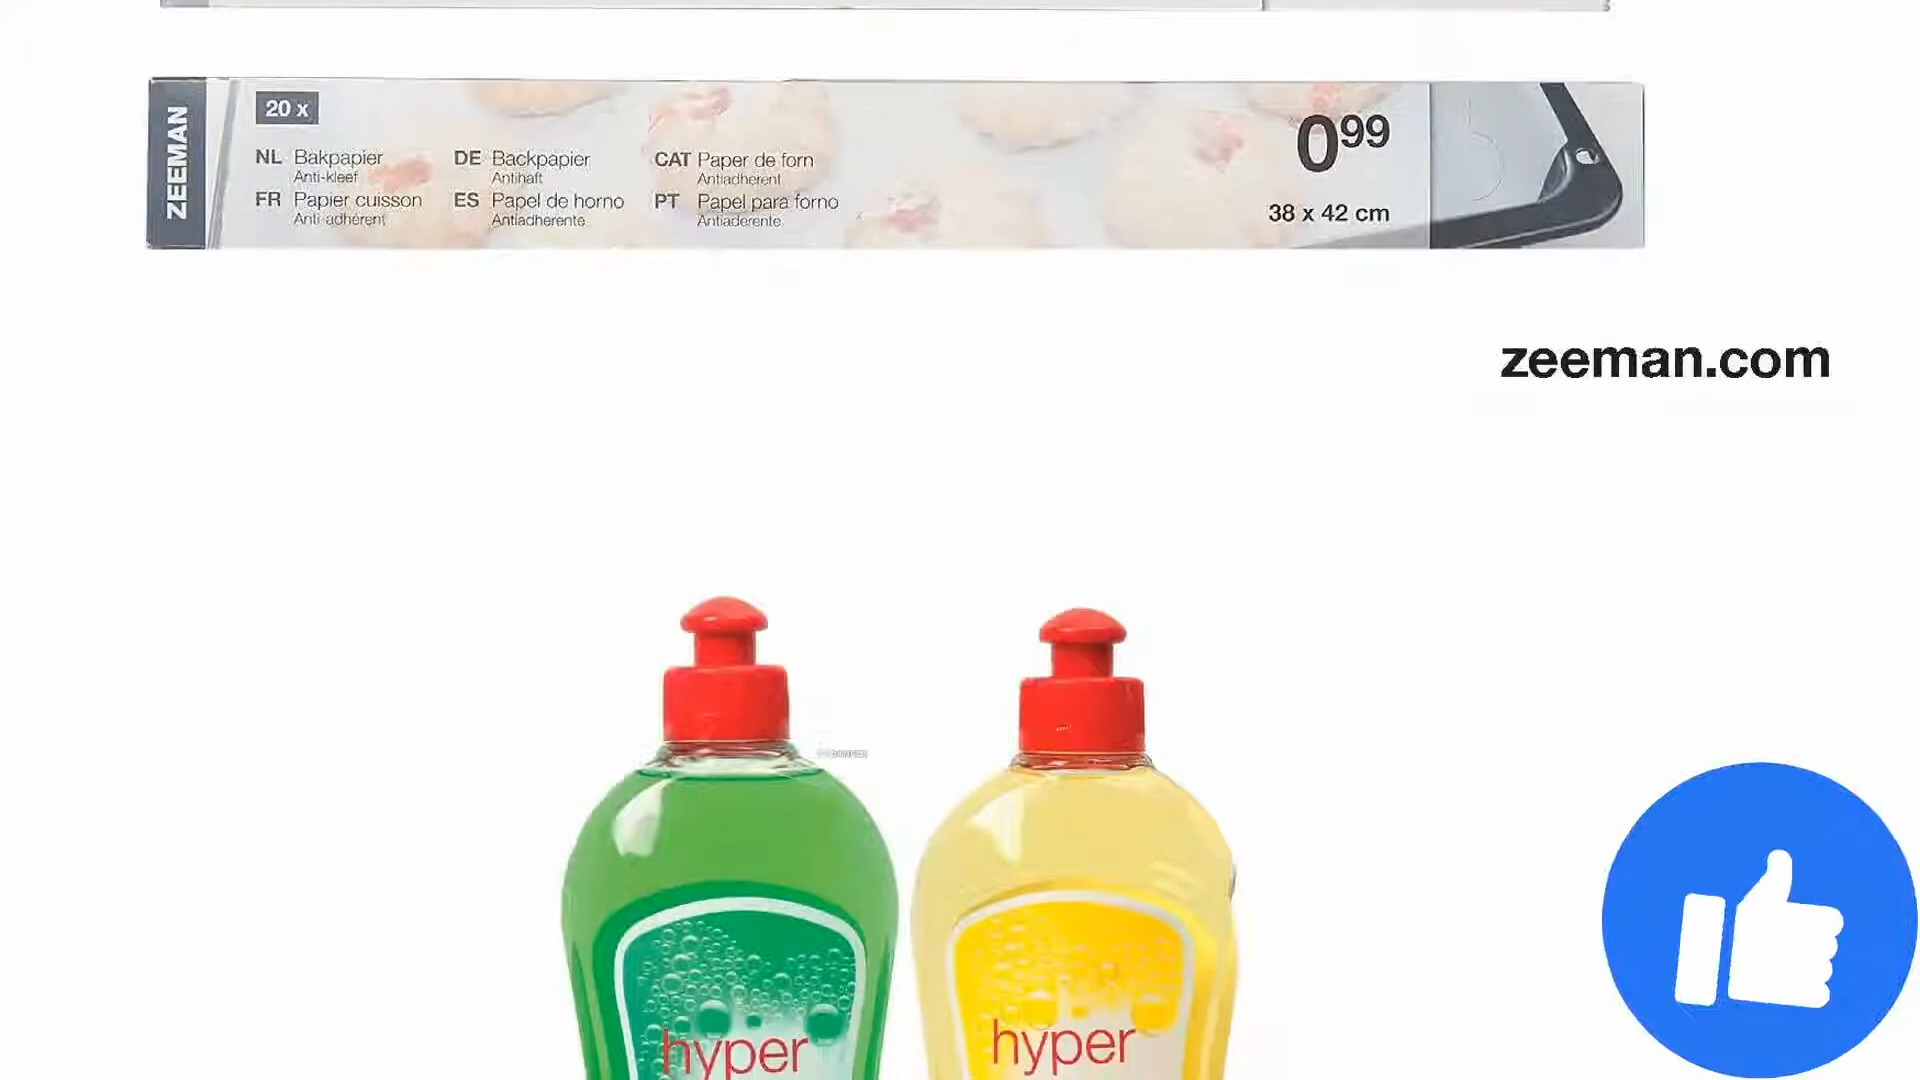 ZEEMAN
20 x
NL Bakpapier
Anti-kleef
FR Papier cuisson
Anti-adhérent
DE Backpapier
Antihaft
ES Papel de horno
Antiadherente
CAT Paper de forn
Antiadherent
PT Papel para forno
Antiaderente
099
38 x 42 cm
zeeman.com
hyper
hyper